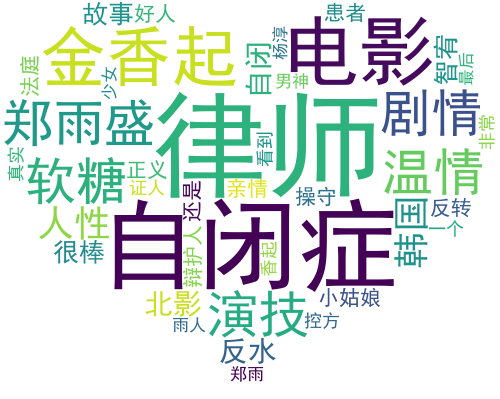 故事 好人 患者
法庭 金香起 自闭 杨淳 电影 智宥 最后
少女 男神 非常
郑雨盛 律师 剧情
真实 软糖 正义 看到 温情
证人 还是 亲情 操守
人性 自闭症 韩国 反转
很棒 辩护人 香起 一个
北影 演技 小姑娘
雨人 控方
反水
郑雨